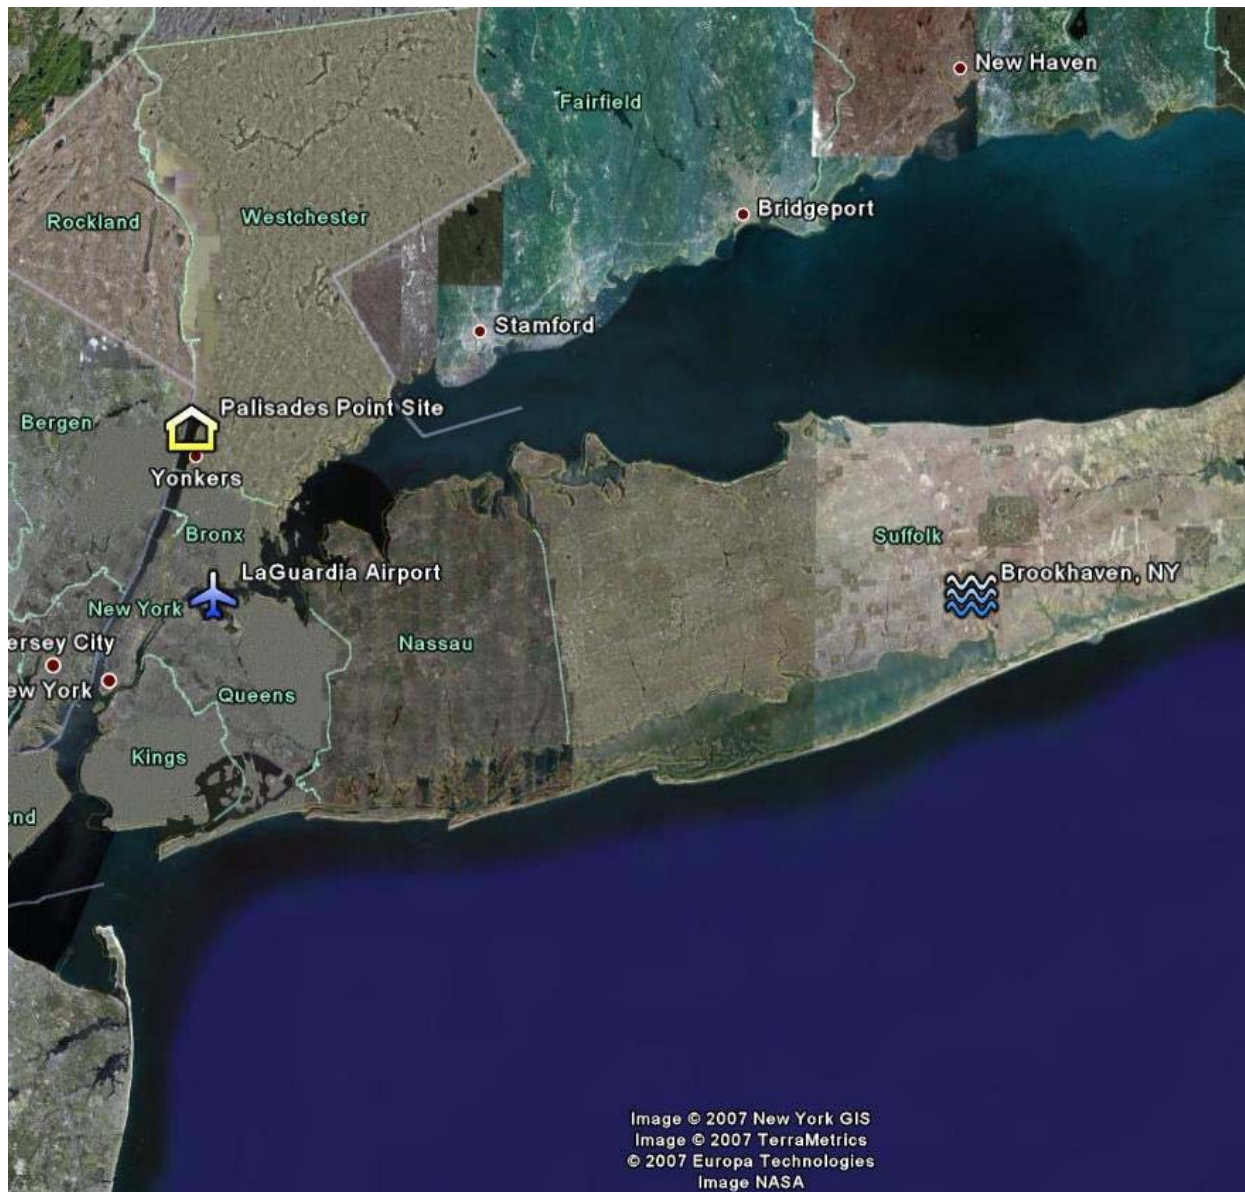 New Haven
Fairfield
Bridgeport
Rockland
Westchester
Stamford
Palisades Point Site
Bergen
Yonkers
Bronx
Suffolk
LaGuardia Airport
Brookhaven, NY
New York
ersey City
Nassau
ew York
Queens
Kings
ond
Image © 2007 New York GIS
Image © 2007 TerraMetrics
© 2007 Europa Technologies
Image NASA